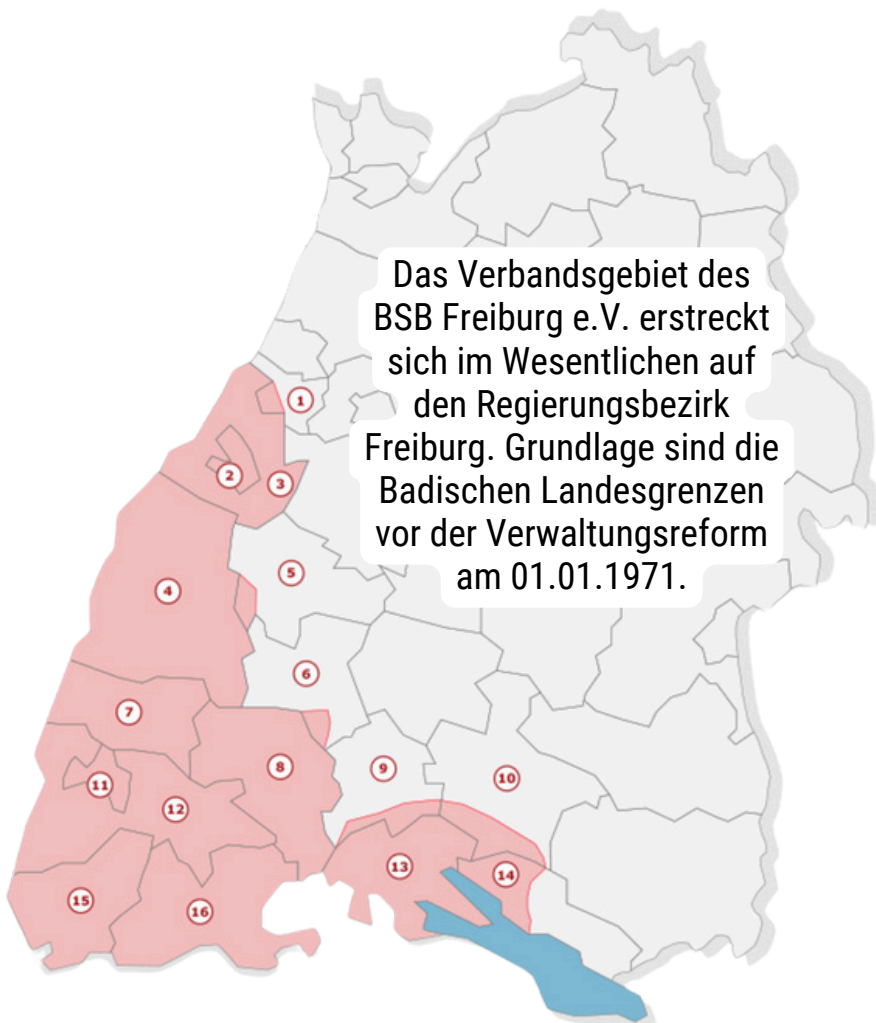 Das Verbandsgebiet des
BSB Freiburg e.V. erstreckt
sich im Wesentlichen auf
den Regierungsbezirk
Freiburg. Grundlage sind die
Badischen Landesgrenzen
vor der Verwaltungsreform
am 01.01.1971.
1
2
3
4
5
6
7
8
9
10
11
12
13
14
15
16